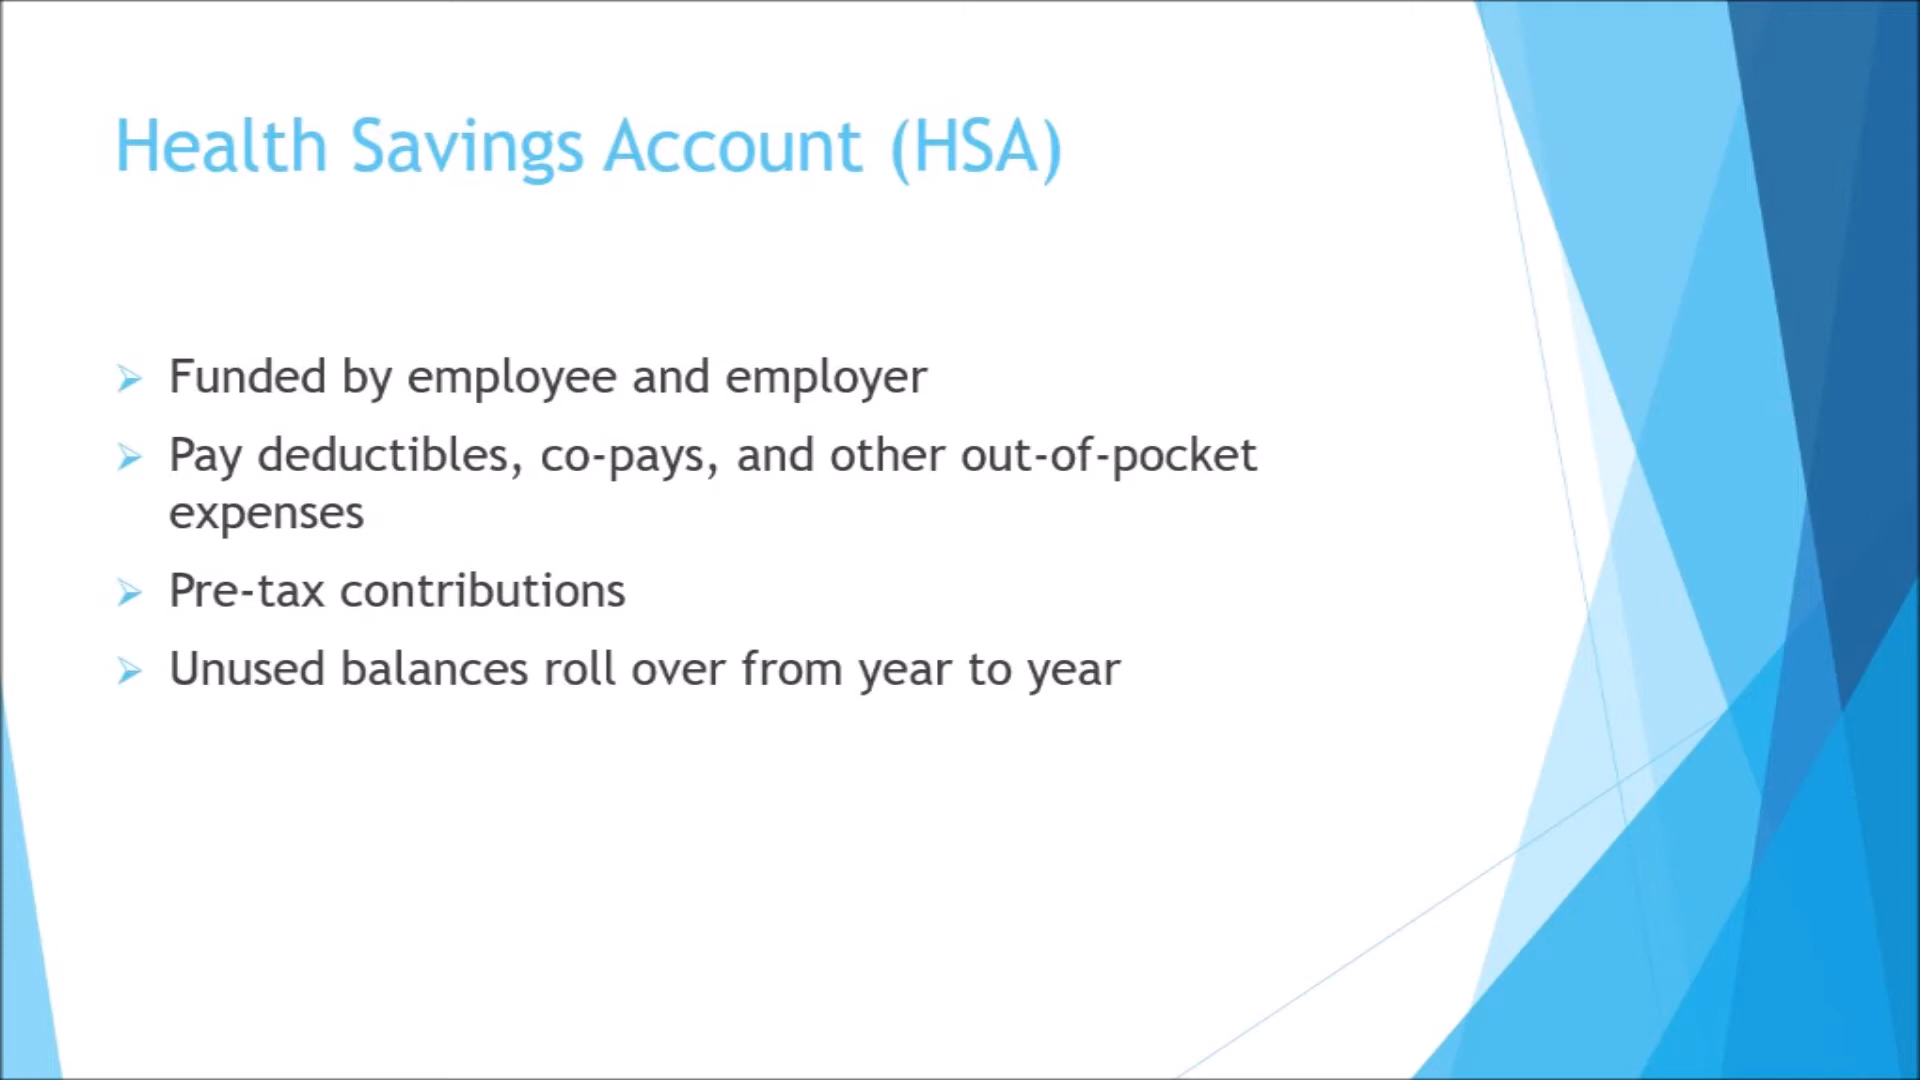 Health Savings Account (HSA)
Funded by employee and employer
Pay deductibles, co-pays, and other out-of-pocket
expenses
Pre-tax contributions
Unused balances roll over from year to year